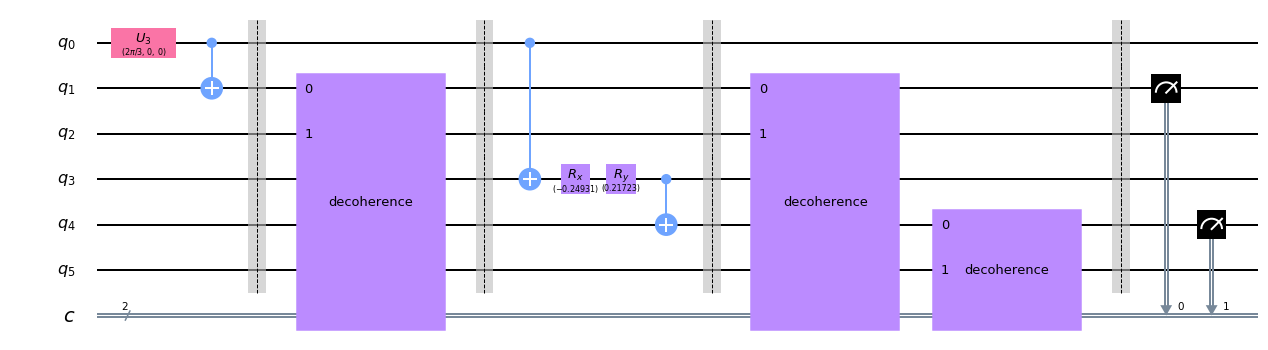 q0 U3 (2π/3, 0, 0)
q1 0 0
q2 1 1
q3 Rx (−0.24931) Ry (0.21723)
decoherence decoherence
q4 0
q5 1 decoherence
c 2 0 1